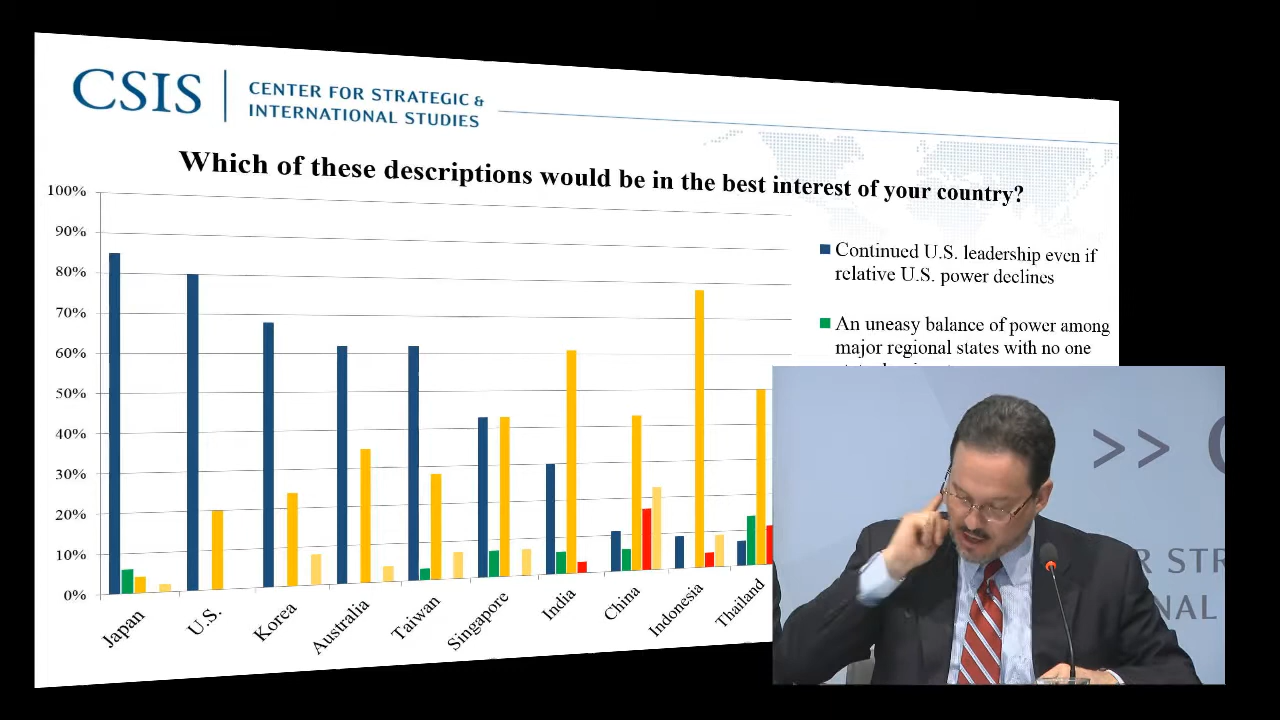 CSIS
CENTER FOR STRATEGIC &
INTERNATIONAL STUDIES
Which of these descriptions would be in the best interest of your country?
100%
90%
80%
70%
60%
50%
40%
30%
20%
10%
0%
Japan
U.S.
Korea
Australia
Taiwan
Singapore
India
China
Indonesia
Thailand
Continued U.S. leadership even if
relative U.S. power declines
An uneasy balance of power among
major regional states with no one
>> C
R STR
NAL